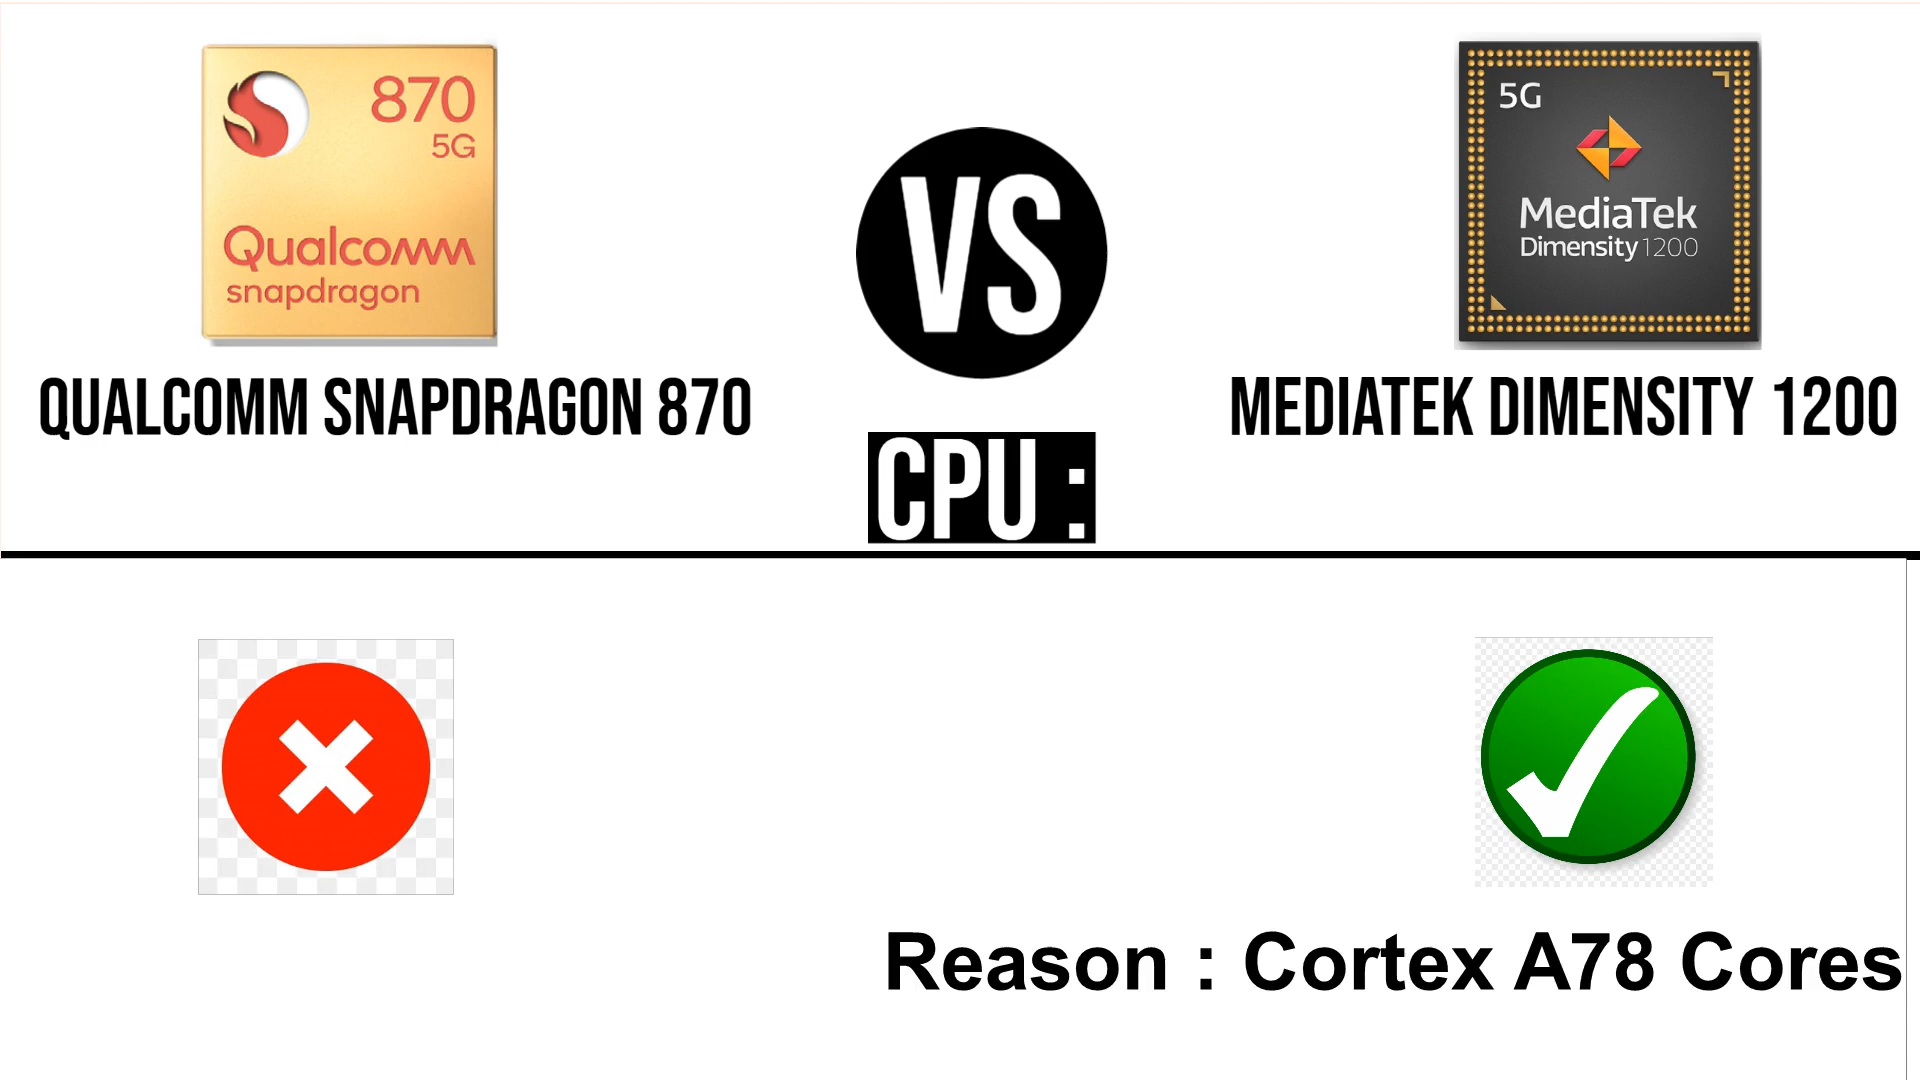 870
5G
Qualcomm
snapdragon
VS
5G
MediaTek
Dimensity 1200
QUALCOMM SNAPDRAGON 870
MEDIATEK DIMENSITY 1200
CPU :
Reason : Cortex A78 Cores